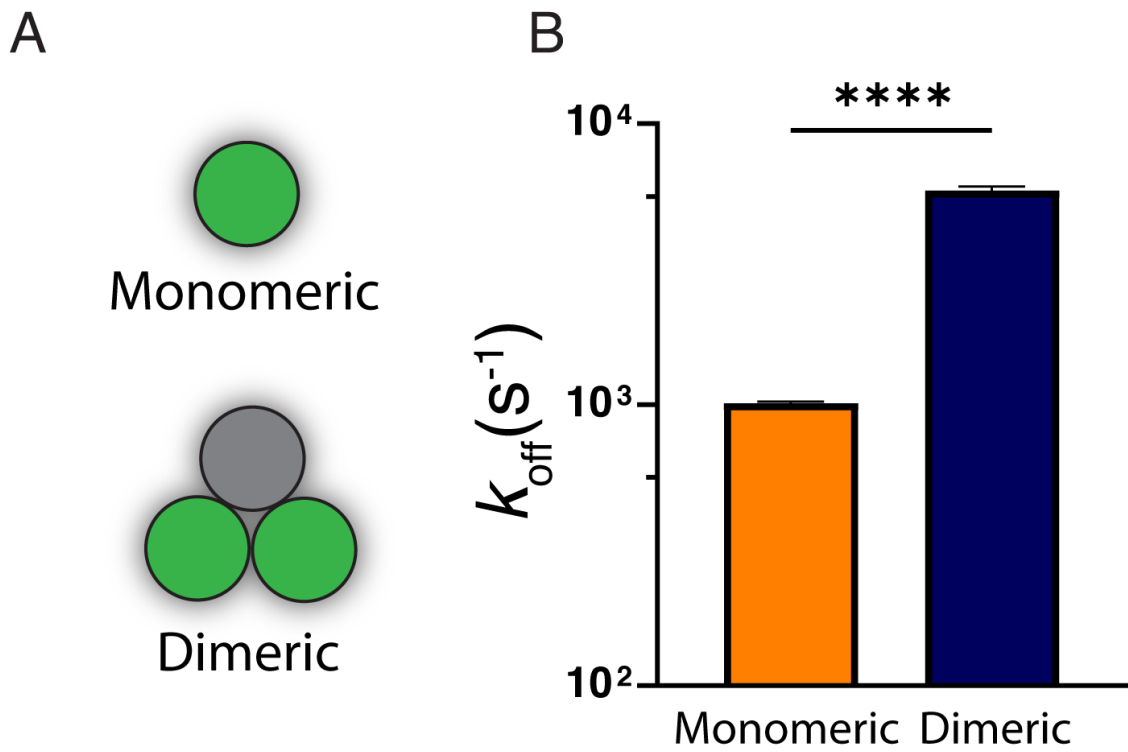 A
Monomeric
Dimeric
B
****
10⁴
10³
10²
k_off (s⁻¹)
Monomeric Dimeric